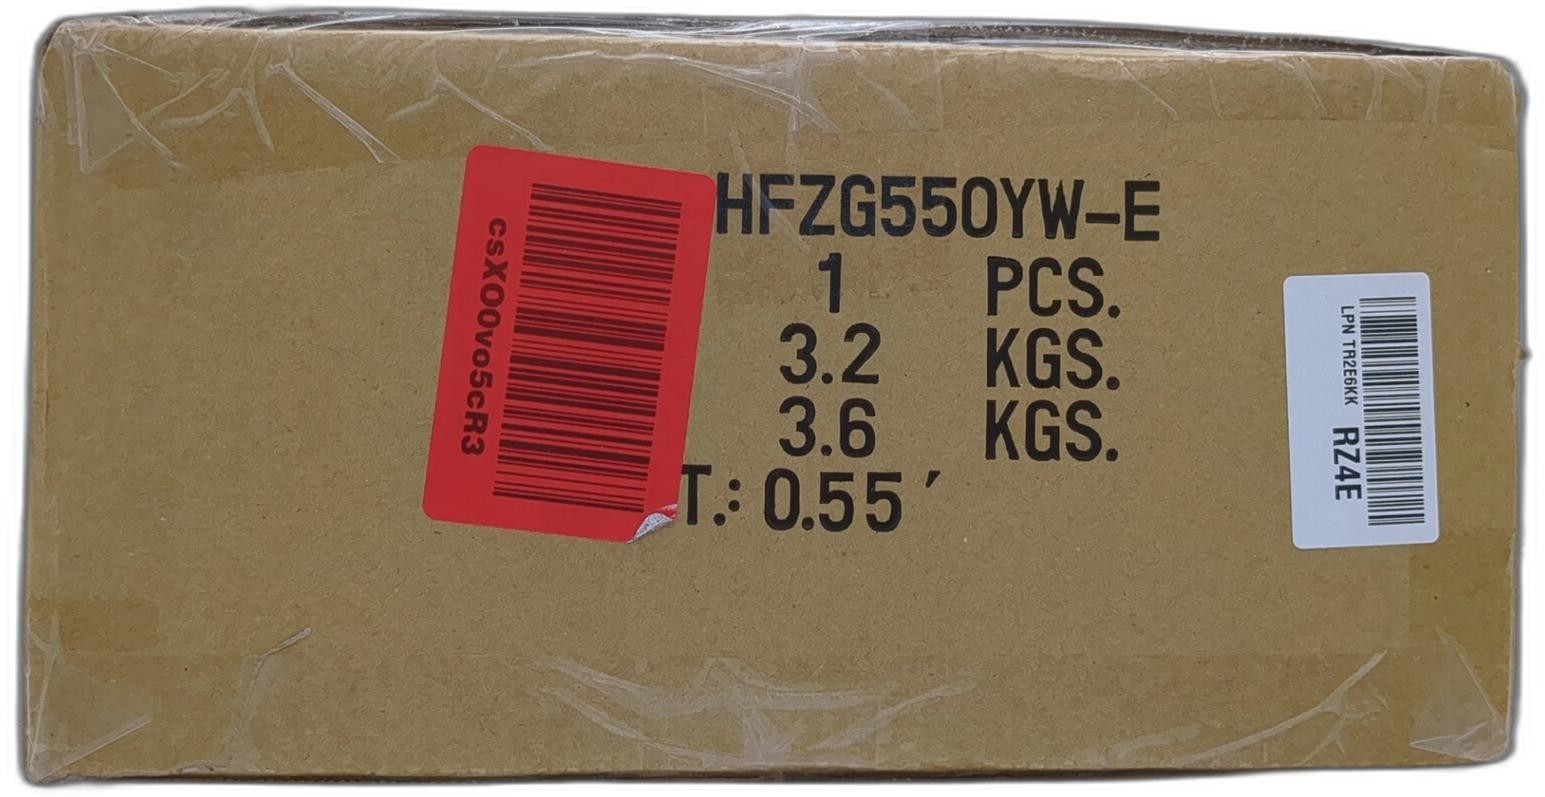 HFZG550YW-E
1 PCS.
3.2 KGS.
3.6 KGS.
T.: 0.55′
csX00vo5cR3
LPN TR2E6KK
RZ4E